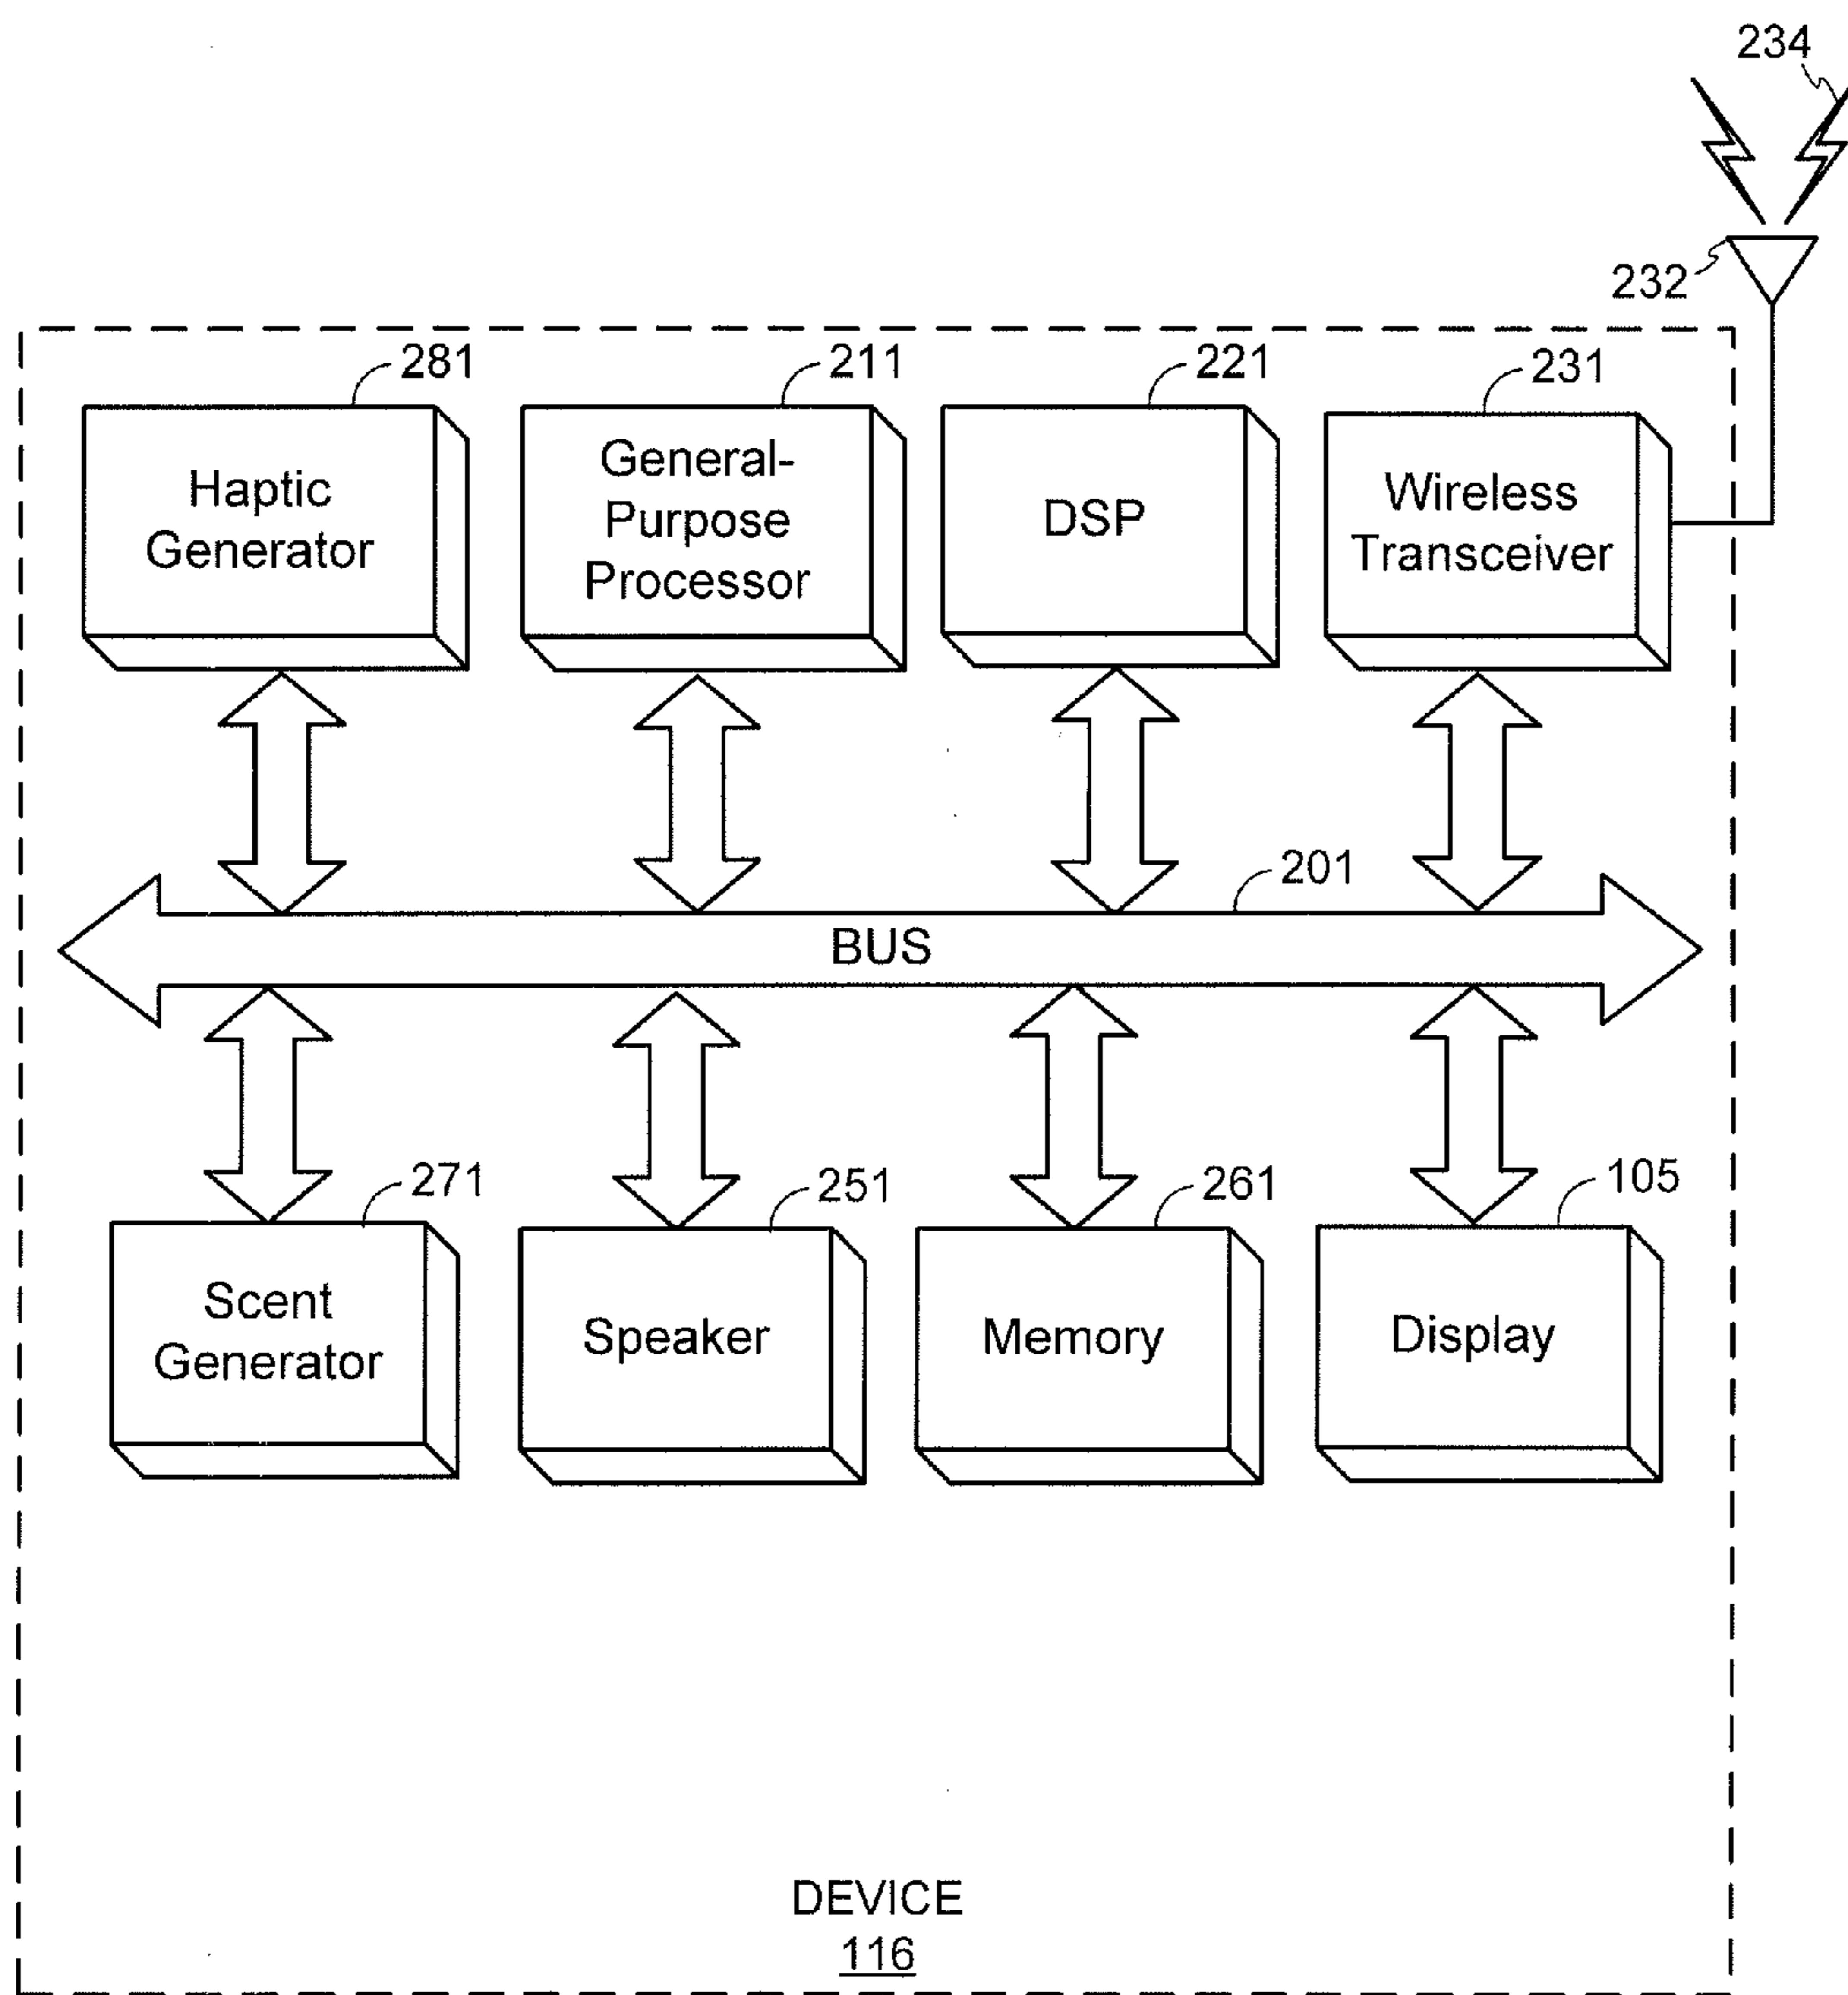 234
232
281
211
221
231
Haptic
Generator
General-
Purpose
Processor
DSP
Wireless
Transceiver
201
BUS
271
251
261
105
Scent
Generator
Speaker
Memory
Display
DEVICE
116